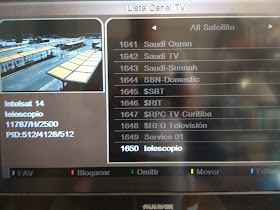 Lista Canal TV
All Satellite
1641 Saudi Quran
1642 Saudi TV
1643 Saudi-Sunnah
1644 SBN-Domestic
1645 $SBT
1646 $RIT
1647 $RPC TV Curitiba
1648 $RED Televisión
1649 Service 01
1650 telescopio
Intelsat 14
telescopio
11767/H/2500
PID:512/4128/512
FAV
Bloquear
Omitir
Mover
PANAVOX